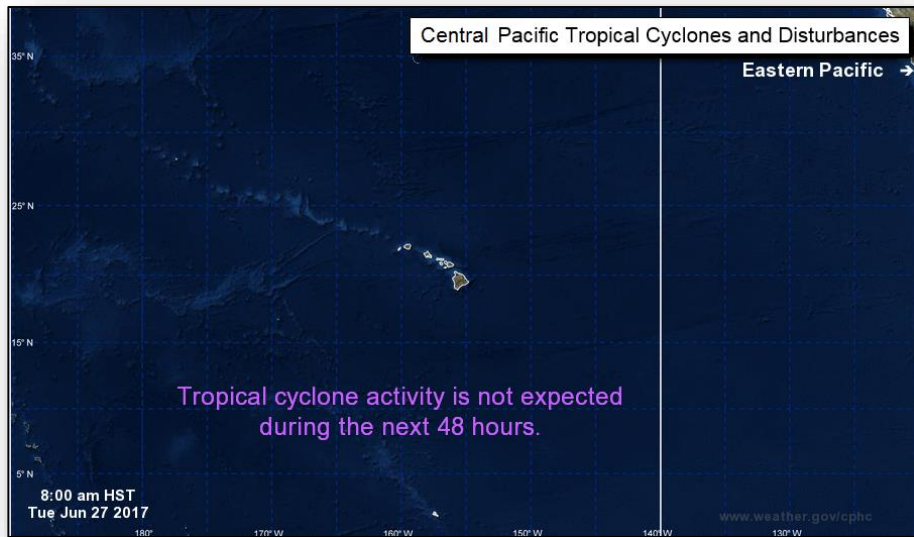 Central Pacific Tropical Cyclones and Disturbances
35° N
Eastern Pacific →
25° N
15° N
Tropical cyclone activity is not expected
during the next 48 hours.
5° N
8:00 am HST
Tue Jun 27 2017
www.weather.gov/cphc
180° 170° W 160° W 150° W 140° W 130° W